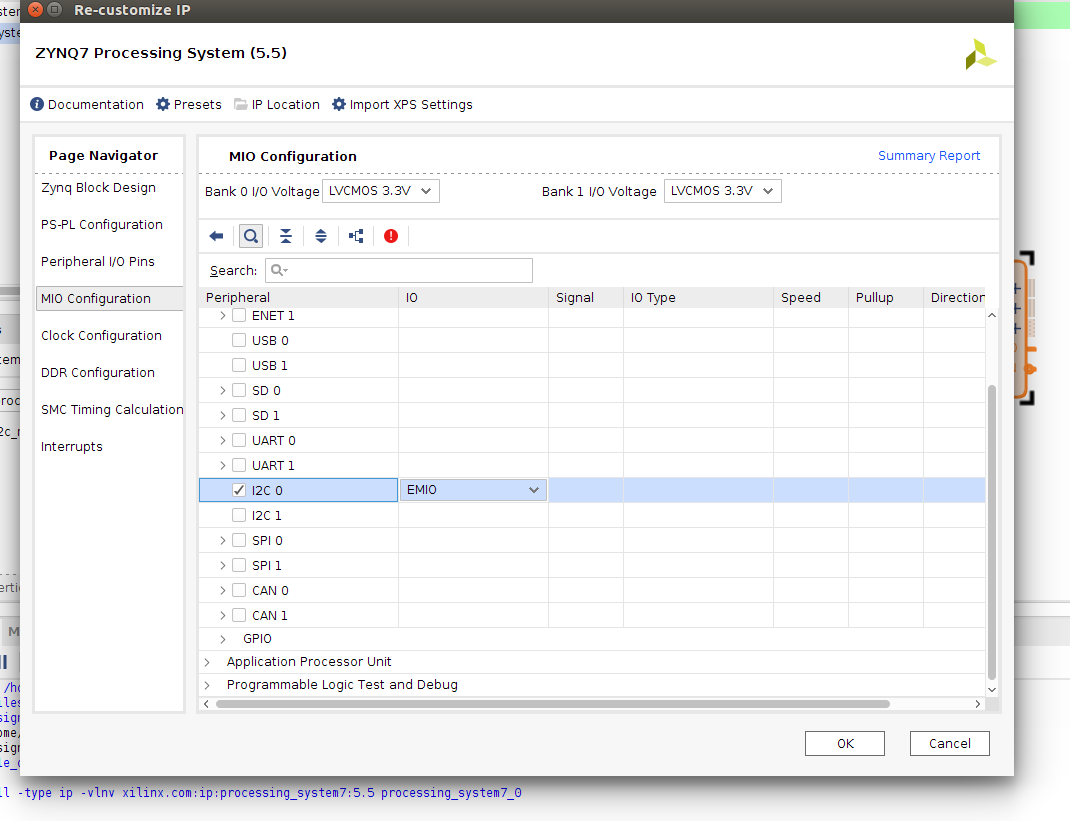 Re-customize IP
ZYNQ7 Processing System (5.5)
Documentation Presets IP Location Import XPS Settings
Page Navigator
Zynq Block Design
PS-PL Configuration
Peripheral I/O Pins
MIO Configuration
Clock Configuration
DDR Configuration
SMC Timing Calculation
Interrupts
MIO Configuration
Summary Report
Bank 0 I/O Voltage LVCMOS 3.3V Bank 1 I/O Voltage LVCMOS 3.3V
Search:
Peripheral IO Signal IO Type Speed Pullup Direction
ENET 1
USB 0
USB 1
SD 0
SD 1
UART 0
UART 1
I2C 0 EMIO
I2C 1
SPI 0
SPI 1
CAN 0
CAN 1
GPIO
Application Processor Unit
Programmable Logic Test and Debug
OK Cancel
-type ip -vlnv xilinx.com:ip:processing_system7:5.5 processing_system7_0